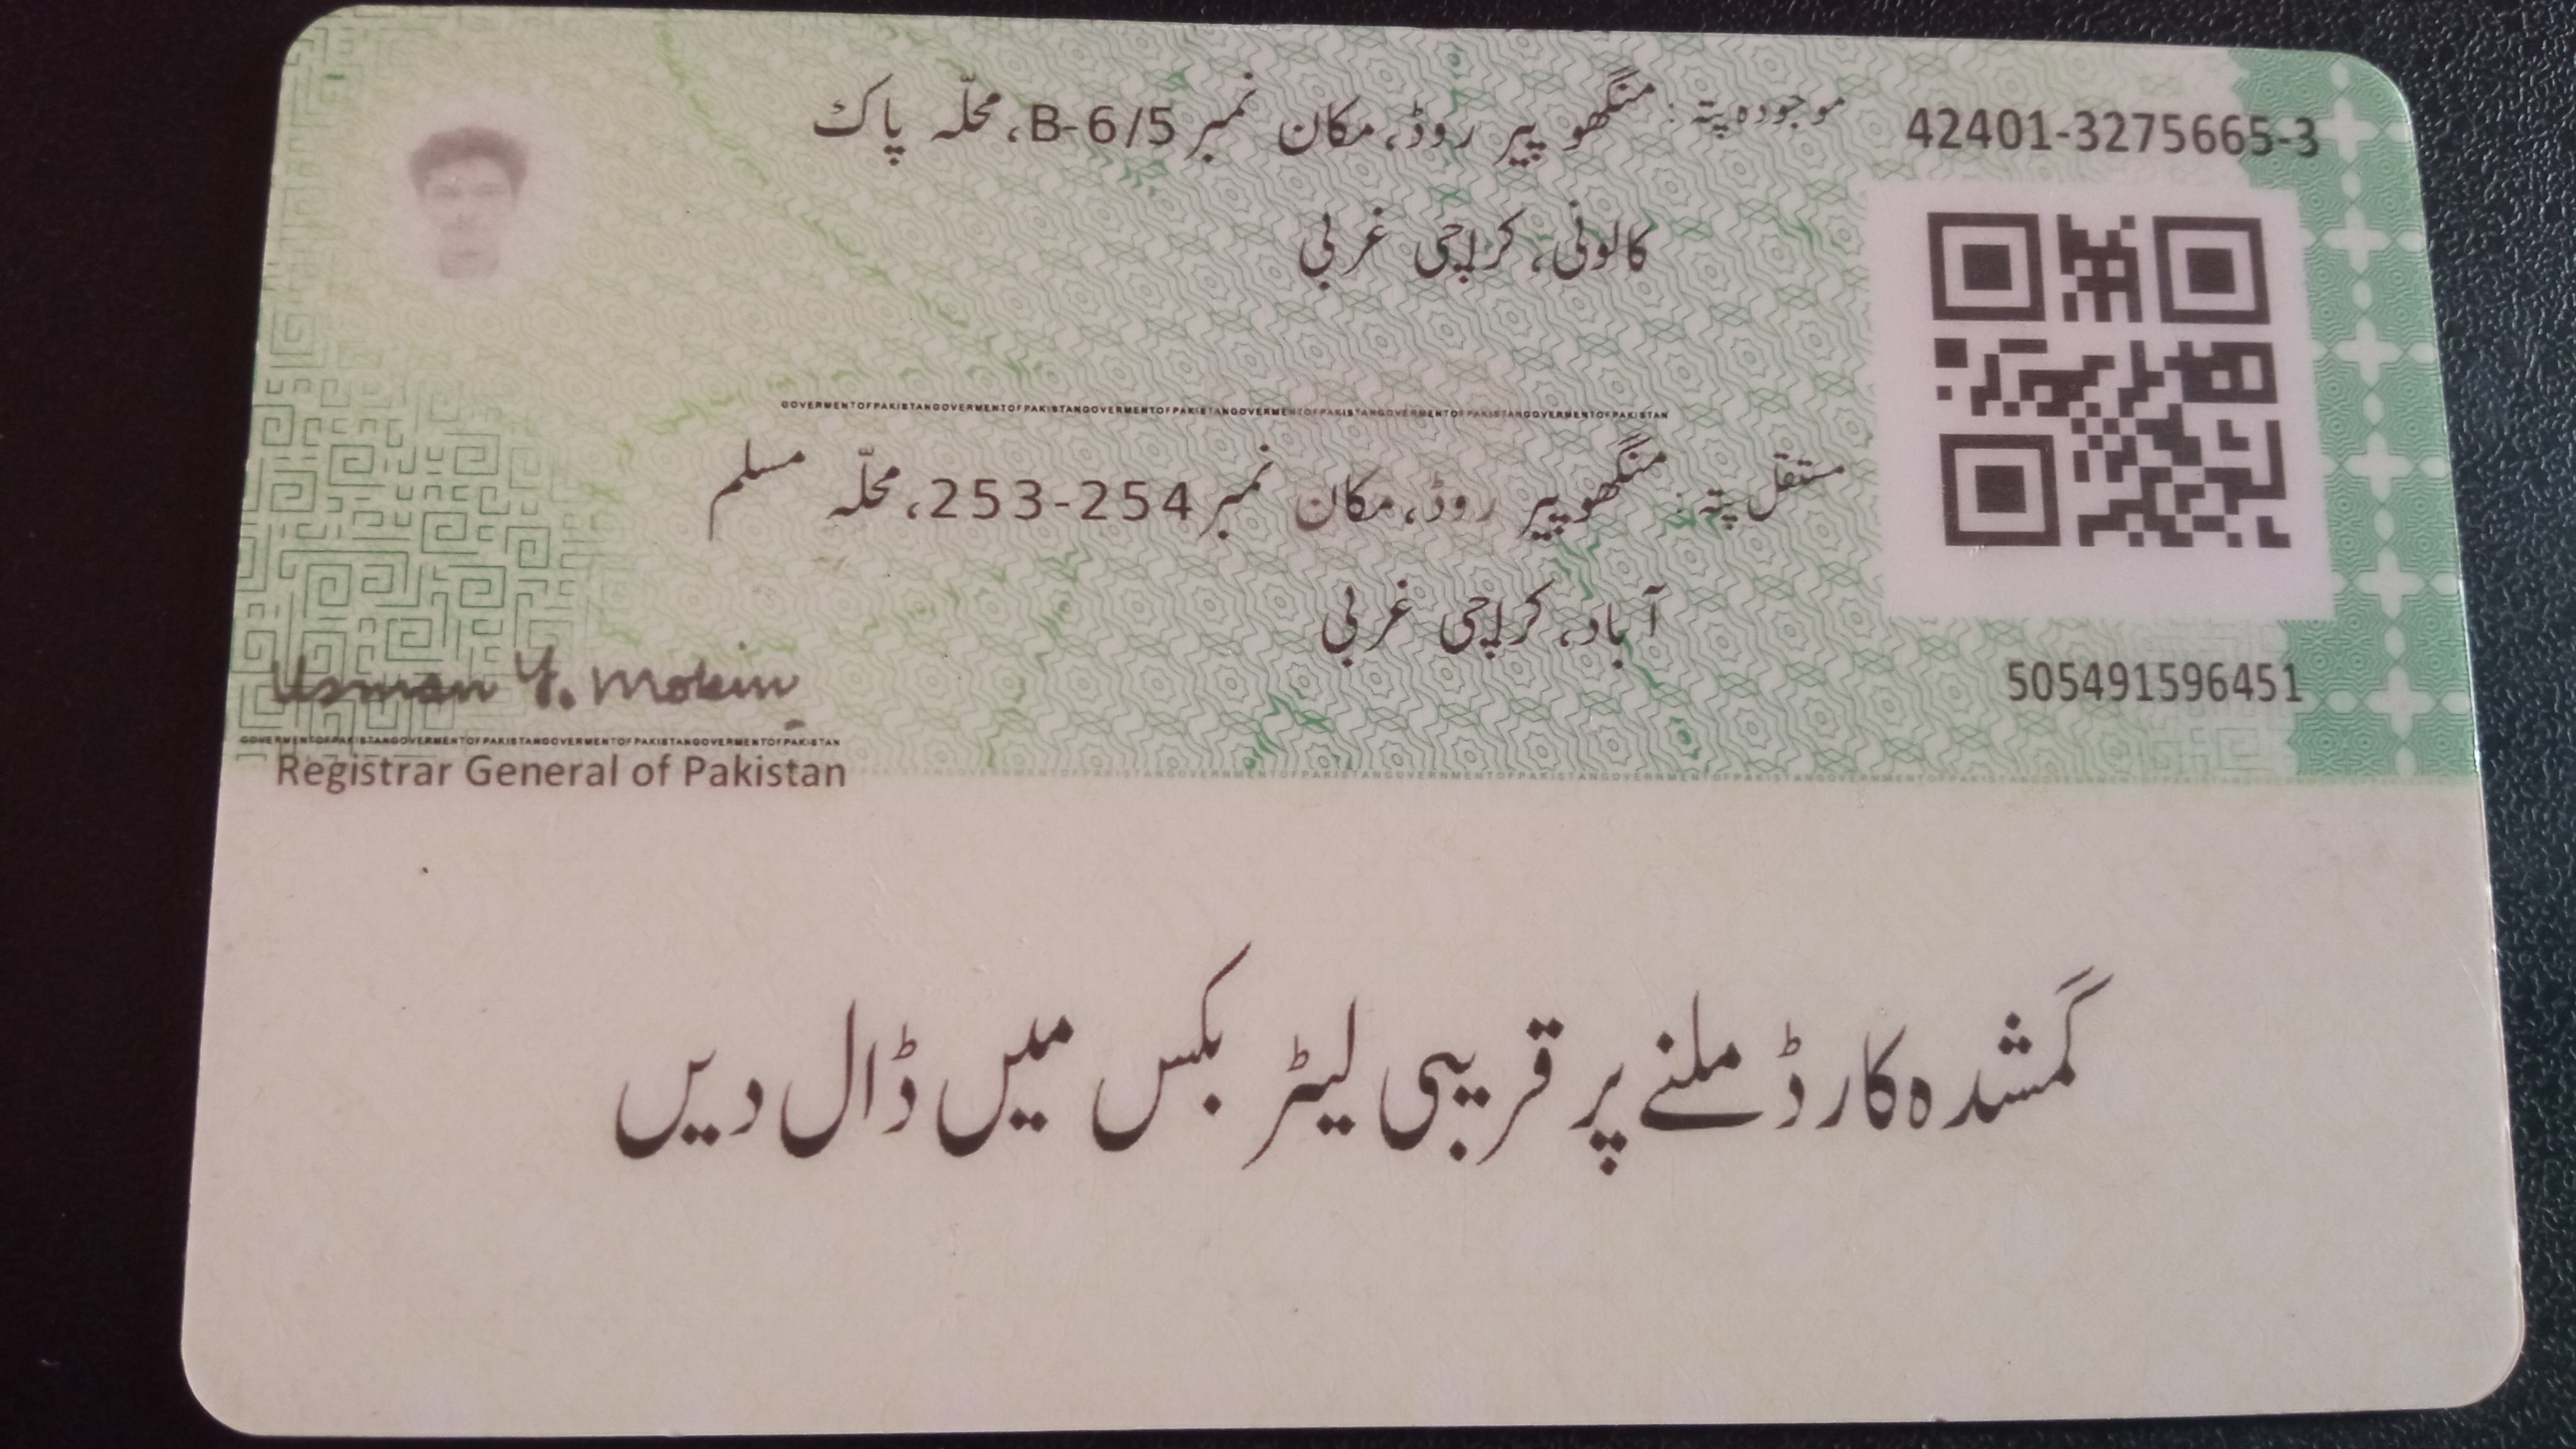 42401-3275665-3
موجودہ پتہ: منگھو پیر روڈ، مکان نمبر B-6/5، محلّہ پاک
کالونی، کراچی غربی
GOVERMENTOFPAKISTANGOVERMENTOFPAKISTANGOVERMENTOFPAKISTANGOVERMENTOFPAKISTANGOVERMENTOFPAKISTANGOVERMENTOFPAKISTAN
مستقل پتہ: منگھوپیر روڈ، مکان نمبر 253-254، محلّہ مسلم
آباد، کراچی غربی
505491596451
Usman Y. Mobin
GOVERMENTOFPAKISTANGOVERMENTOFPAKISTANGOVERMENTOFPAKISTANGOVERMENTOFPAKISTAN
Registrar General of Pakistan
گمشدہ کارڈ ملنے پر قریبی لیٹر بکس میں ڈال دیں